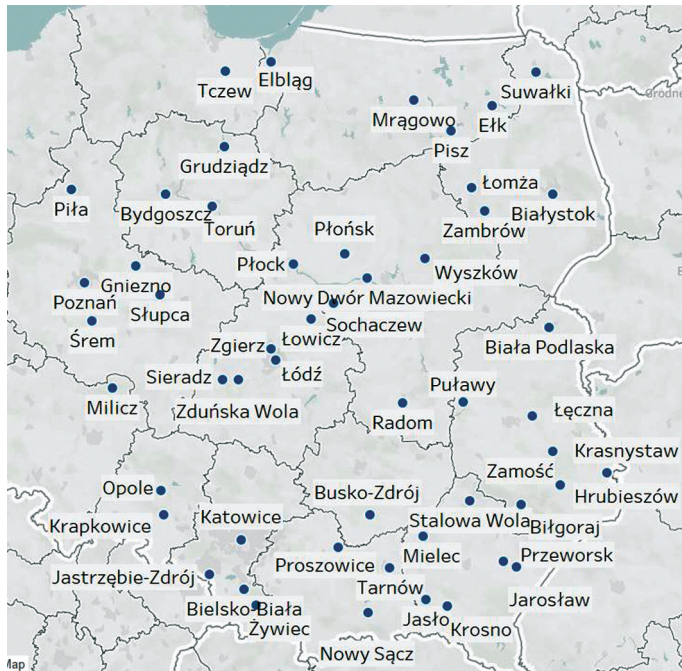 Elbląg
Tczew
Suwałki
Grodne
Mrągowo
Ełk
Pisz
Grudziądz
Łomża
Piła
Bydgoszcz
Białystok
Toruń
Zambrów
Płońsk
Płock
Wyszków
Gniezno
Poznań
Nowy Dwór Mazowiecki
Słupca
Sochaczew
Śrem
Łowicz
Zgierz
Biała Podlaska
Łódź
Sieradz
Puławy
Milicz
Zduńska Wola
Łęczna
Radom
Krasnystaw
Zamość
Opole
Busko-Zdrój
Hrubieszów
Katowice
Stalowa Wola
Krapkowice
Biłgoraj
Mielec
Przeworsk
Proszowice
Jastrzębie-Zdrój
Tarnów
Jarosław
Bielsko-Biała
Jasło
Żywiec
Krosno
Nowy Sącz
Map